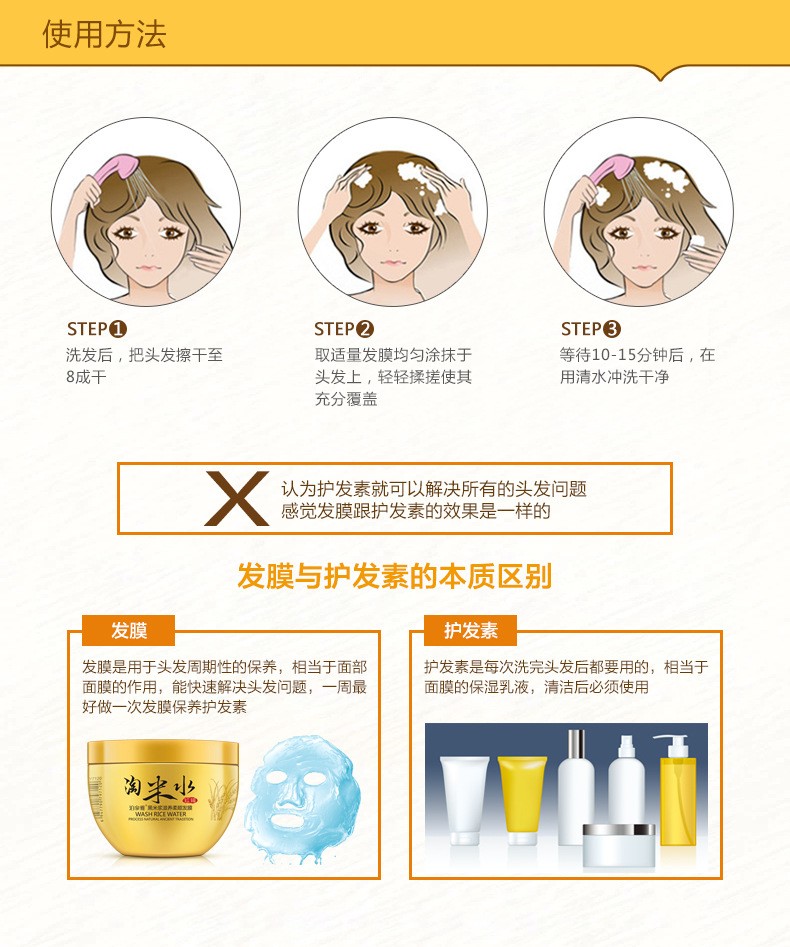 使用方法
STEP1
洗发后，把头发擦干至
8成干
STEP2
取适量发膜均匀涂抹于
头发上，轻轻揉搓使其
充分覆盖
STEP3
等待10-15分钟后，在
用清水冲洗干净
认为护发素就可以解决所有的头发问题
感觉发膜跟护发素的效果是一样的
发膜与护发素的本质区别
发膜
发膜是用于头发周期性的保养，相当于面部
面膜的作用，能快速解决头发问题，一周最
好做一次发膜保养护发素
淘米水
WASH RICE WATER
PROCESS NATURAL ANCIENT TRADITION
护发素
护发素是每次洗完头发后都要用的，相当于
面膜的保湿乳液，清洁后必须使用